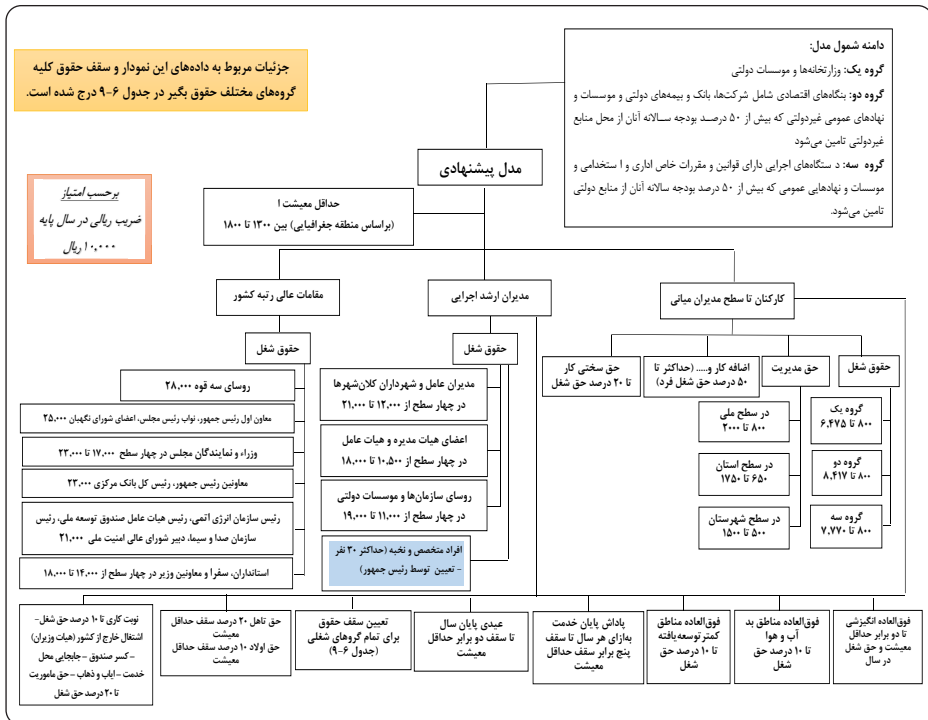 دامنه شمول مدل:
گروه یک: وزارتخانه‌ها و موسسات دولتی
گروه دو: بنگاه‌های اقتصادی شامل شرکت‌ها، بانک و بیمه‌های دولتی و موسسات و
نهادهای عمومی غیردولتی که بیش از ۵۰ درصد بودجه سالانه آنان از محل منابع
غیردولتی تامین می‌شود
گروه سه: د ستگاه‌های اجرایی دارای قوانین و مقررات خاص اداری و ا ستخدامی و
موسسات و نهادهایی عمومی که بیش از ۵۰ درصد بودجه سالانه آنان از منابع دولتی
تامین می‌شود.
جزئیات مربوط به داده‌های این نمودار و سقف حقوق کلیه
گروه‌های مختلف حقوق بگیر در جدول ۶-۹ درج شده است.
مدل پیشنهادی
برحسب امتیاز
ضریب ریالی در سال پایه
۱۰,۰۰۰ ریال
حداقل معیشت ا
(براساس منطقه جغرافیایی) بین ۱۳۰۰ تا ۱۸۰۰
کارکنان تا سطح مدیران میانی
مدیران ارشد اجرایی
مقامات عالی رتبه کشور
حقوق شغل
حق مدیریت
اضافه کار و..... (حداکثر تا
۵۰ درصد حق شغل فرد)
حق سختی کار
تا ۲۰ درصد حق شغل
گروه یک
۸۰۰ تا ۶,۴۷۵
گروه دو
۸۰۰ تا ۸,۴۱۷
گروه سه
۸۰۰ تا ۷,۷۷۰
در سطح ملی
۸۰۰ تا ۲۰۰۰
در سطح استان
۶۵۰ تا ۱۷۵۰
در سطح شهرستان
۵۰۰ تا ۱۵۰۰
حقوق شغل
مدیران عامل و شهرداران کلان‌شهرها
در چهار سطح از ۱۲,۰۰۰ تا ۲۱,۰۰۰
اعضای هیات مدیره و هیات عامل
در چهار سطح از ۱۰,۵۰۰ تا ۱۸,۰۰۰
روسای سازمان‌ها و موسسات دولتی
در چهار سطح از ۱۱,۰۰۰ تا ۱۹,۰۰۰
افراد متخصص و نخبه (حداکثر ۳۰ نفر
- تعیین توسط رئیس جمهور)
حقوق شغل
روسای سه قوه ۲۸,۰۰۰
معاون اول رئیس جمهور، نواب رئیس مجلس، اعضای شورای نگهبان ۲۵,۰۰۰
وزراء و نمایندگان مجلس در چهار سطح ۱۷,۰۰۰ تا ۲۳,۰۰۰
معاونین رئیس جمهور، رئیس کل بانک مرکزی ۲۳,۰۰۰
رئیس سازمان انرژی اتمی، رئیس هیات عامل صندوق توسعه ملی، رئیس
سازمان صدا و سیما، دبیر شورای عالی امنیت ملی ۲۱,۰۰۰
استانداران، سفرا و معاونین وزیر در چهار سطح از ۱۴,۰۰۰ تا ۱۸,۰۰۰
فوق‌العاده انگیزشی
تا دو برابر حداقل
معیشت و حق شغل
در سال
فوق‌العاده مناطق بد
آب و هوا
تا ۱۰ درصد حق
شغل
فوق‌العاده مناطق
کمتر توسعه یافته
تا ۱۰ درصد حق
شغل
پاداش پایان خدمت
به‌ازای هر سال تا سقف
پنج برابر سقف حداقل
معیشت
عیدی پایان سال
تا سقف دو برابر حداقل
معیشت
تعیین سقف حقوق
برای تمام گروهای شغلی
(جدول ۶-۹)
حق تاهل ۲۰ درصد سقف حداقل
معیشت
حق اولاد ۱۰ درصد سقف حداقل
معیشت
نوبت کاری تا ۱۰ درصد حق شغل-
اشتغال خارج از کشور (هیات وزیران)
- کسر صندوق - جابجایی محل
خدمت - ایاب و ذهاب - حق ماموریت
تا ۲۰ درصد حق شغل